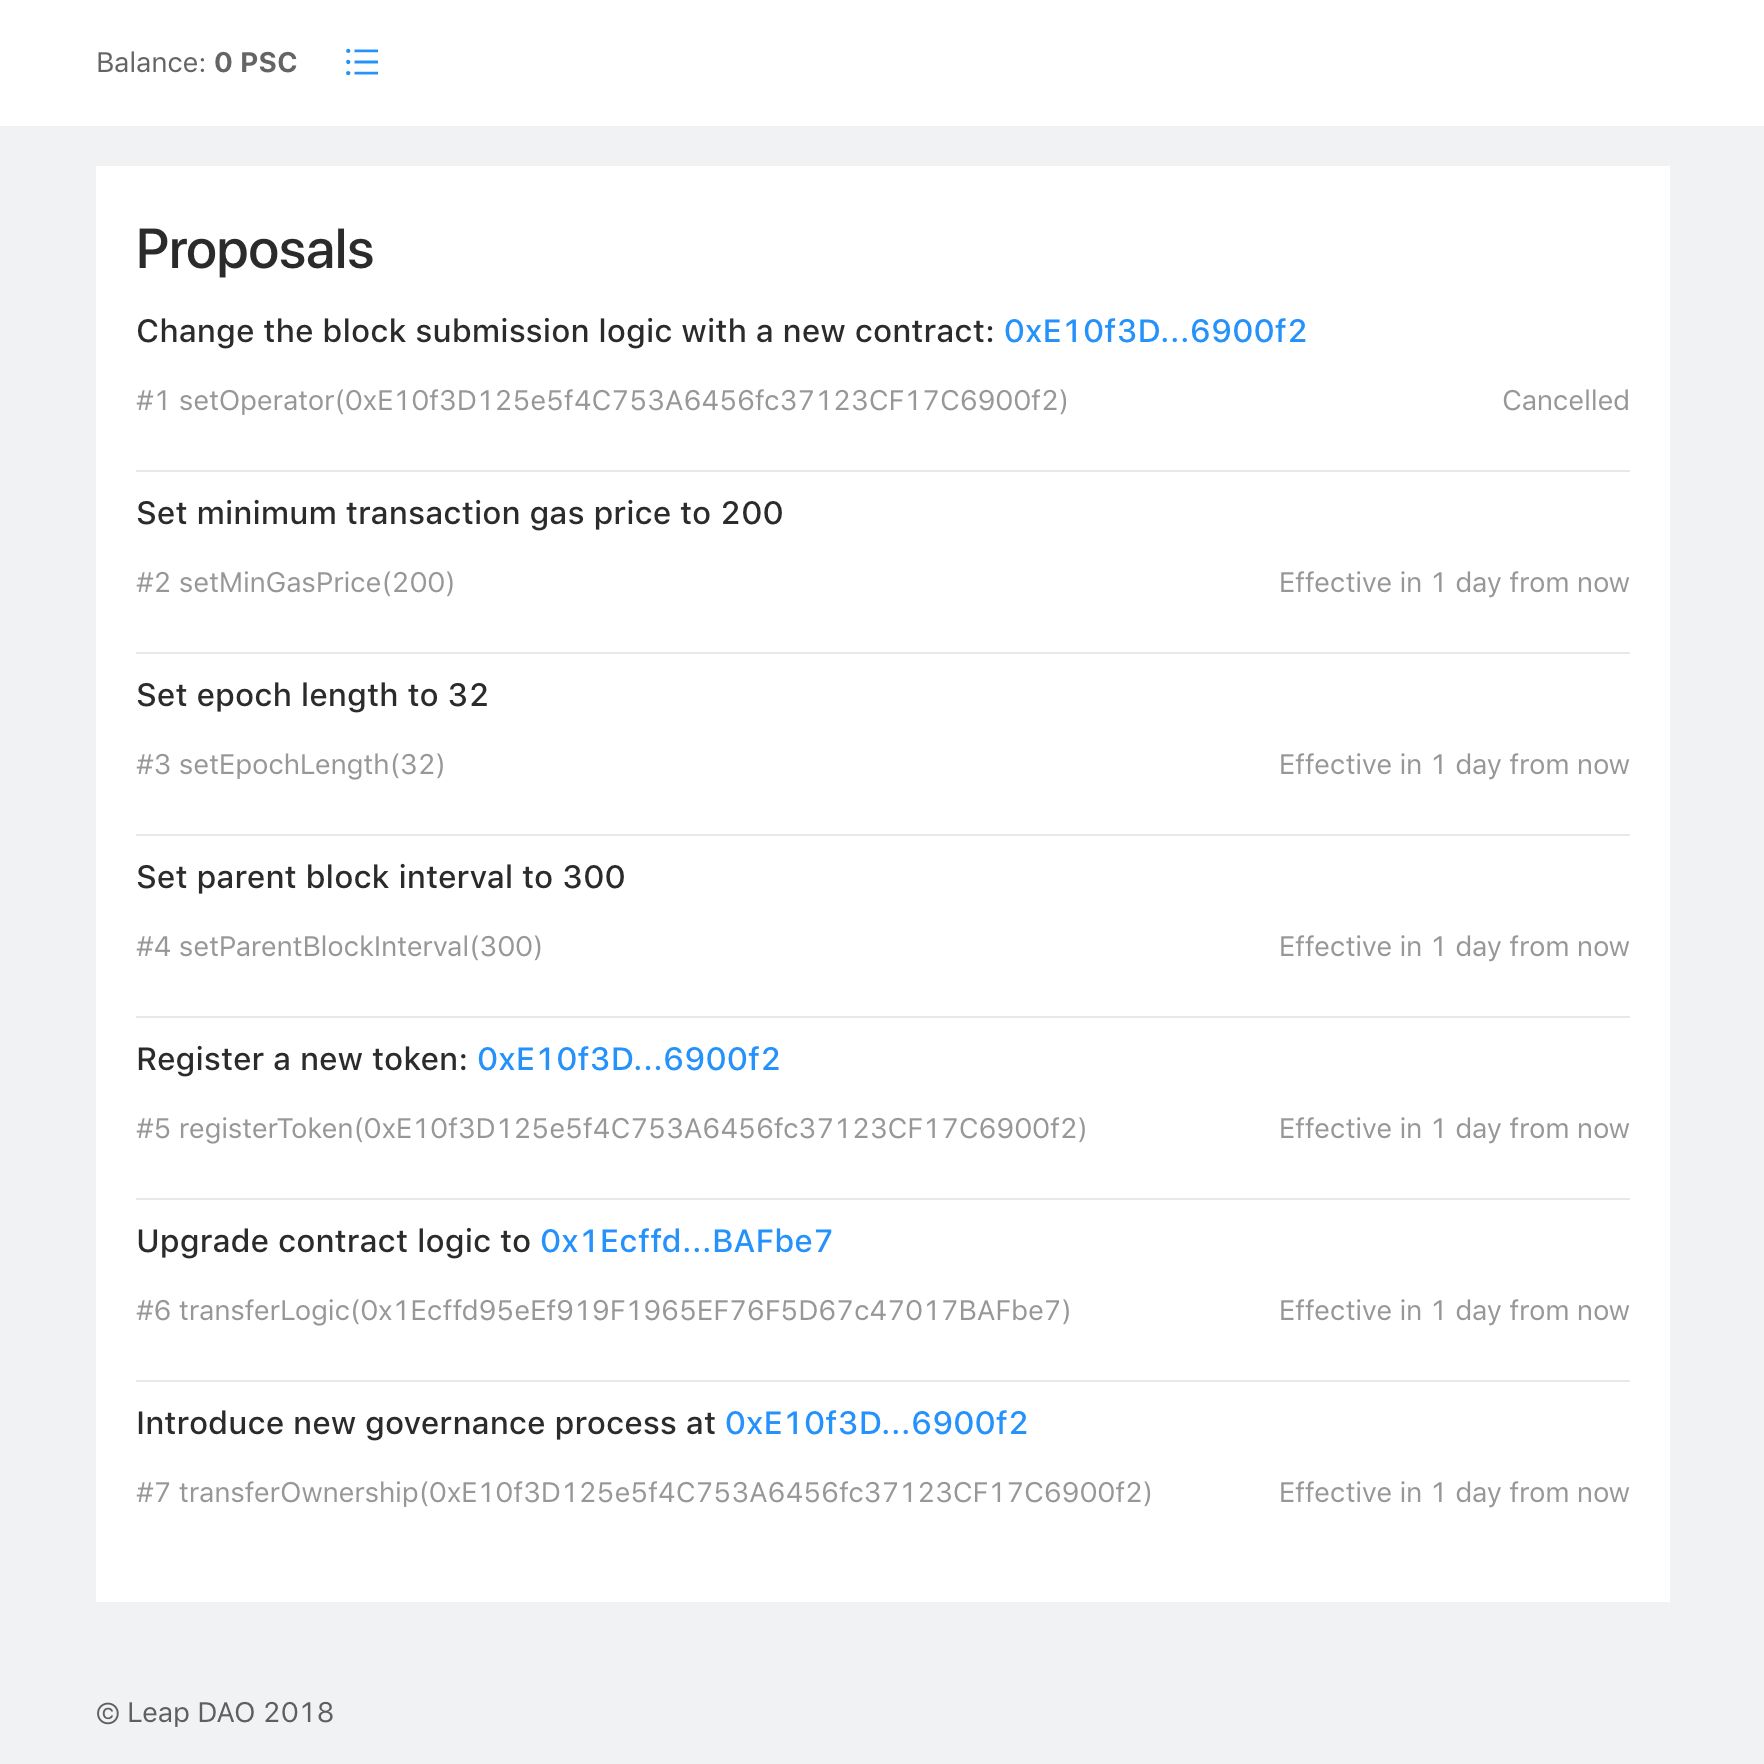 Balance: 0 PSC
Proposals
Change the block submission logic with a new contract: 0xE10f3D...6900f2
#1 setOperator(0xE10f3D125e5f4C753A6456fc37123CF17C6900f2)
Cancelled
Set minimum transaction gas price to 200
#2 setMinGasPrice(200)
Effective in 1 day from now
Set epoch length to 32
#3 setEpochLength(32)
Effective in 1 day from now
Set parent block interval to 300
#4 setParentBlockInterval(300)
Effective in 1 day from now
Register a new token: 0xE10f3D...6900f2
#5 registerToken(0xE10f3D125e5f4C753A6456fc37123CF17C6900f2)
Effective in 1 day from now
Upgrade contract logic to 0x1Ecffd...BAFbe7
#6 transferLogic(0x1Ecffd95eEf919F1965EF76F5D67c47017BAFbe7)
Effective in 1 day from now
Introduce new governance process at 0xE10f3D...6900f2
#7 transferOwnership(0xE10f3D125e5f4C753A6456fc37123CF17C6900f2)
Effective in 1 day from now
© Leap DAO 2018